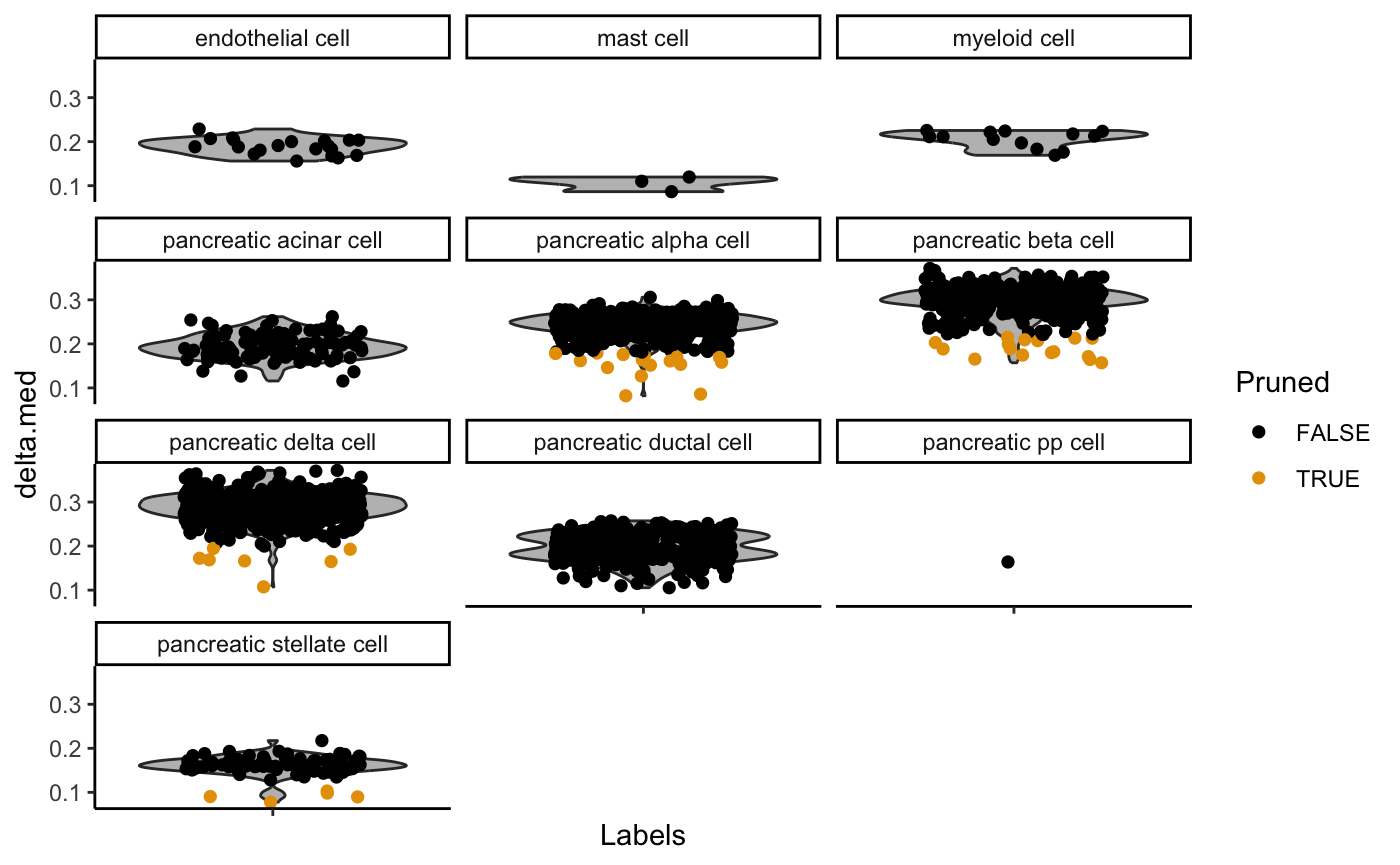 endothelial cell
mast cell
myeloid cell
0.3
0.2
0.1
pancreatic acinar cell
pancreatic alpha cell
pancreatic beta cell
0.3
0.2
0.1
pancreatic delta cell
pancreatic ductal cell
pancreatic pp cell
0.3
0.2
0.1
pancreatic stellate cell
0.3
0.2
0.1
delta.med
Labels
Pruned
FALSE
TRUE